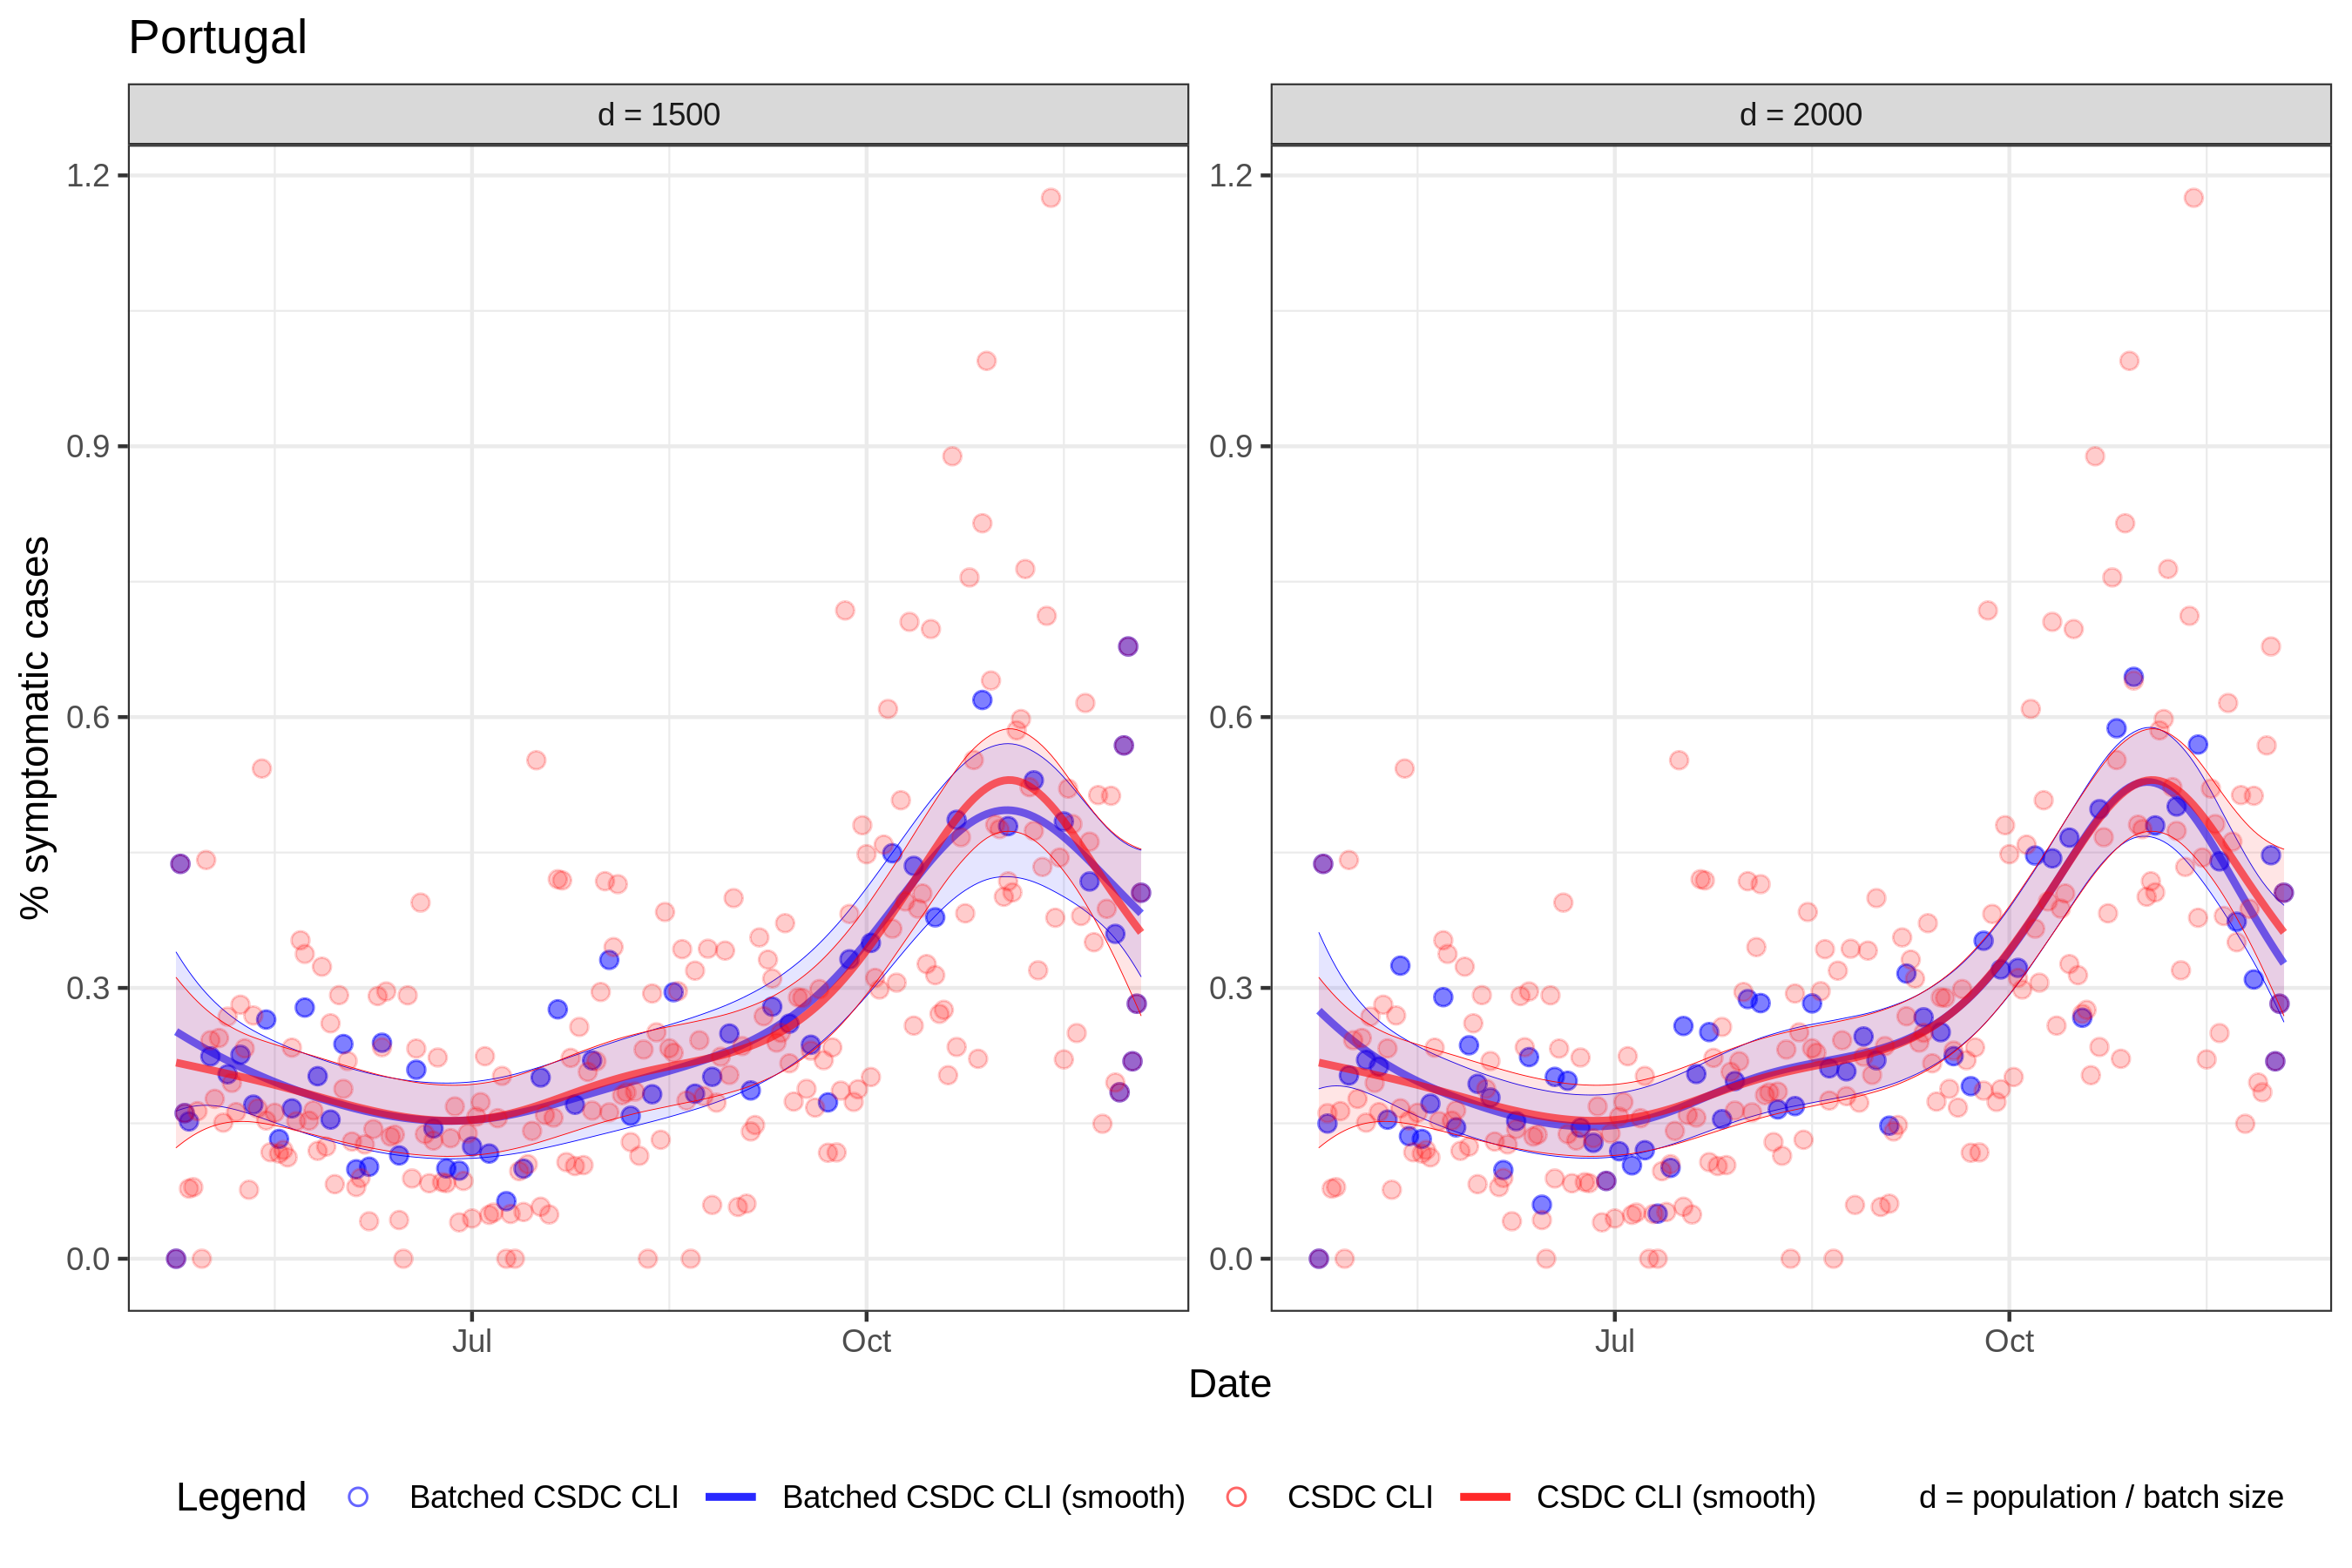 Portugal
d = 1500
d = 2000
% symptomatic cases
1.2
0.9
0.6
0.3
0.0
1.2
0.9
0.6
0.3
0.0
Jul
Oct
Jul
Oct
Date
Legend Batched CSDC CLI Batched CSDC CLI (smooth) CSDC CLI CSDC CLI (smooth) d = population / batch size